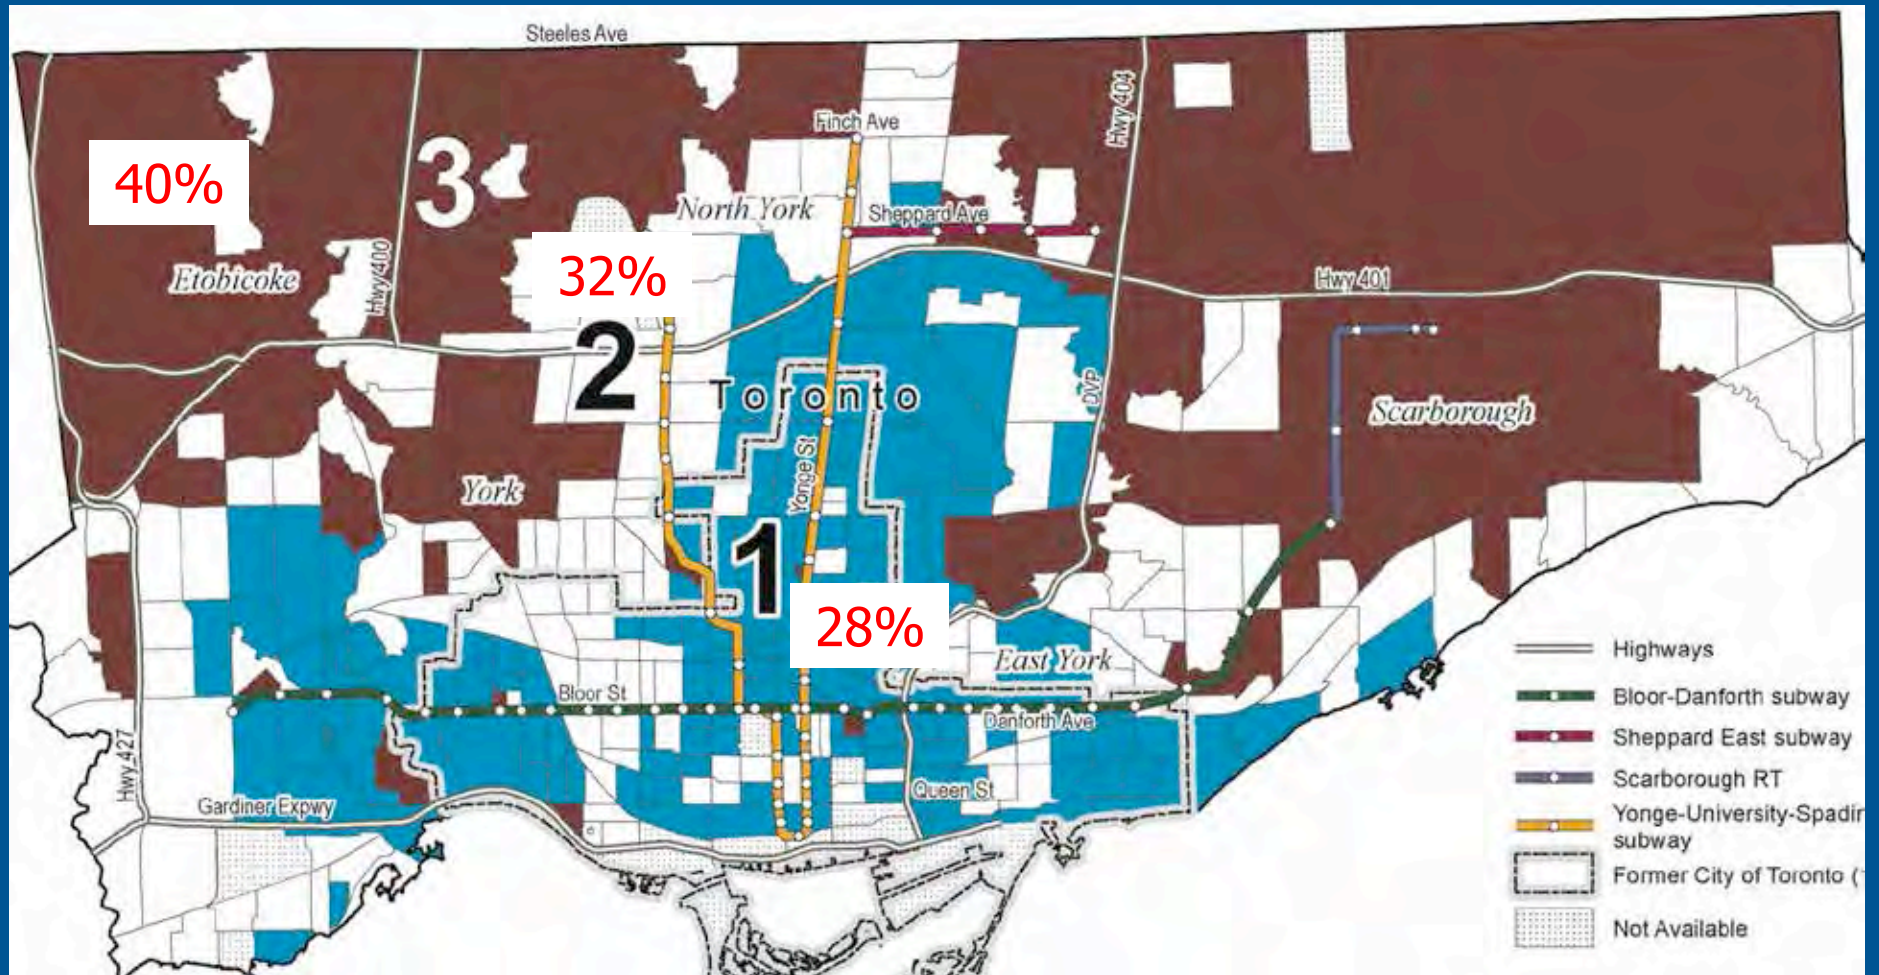 Steeles Ave
Hwy 404
Finch Ave
40%
3
North York
Sheppard Ave
Etobicoke
Hwy 400
32%
Hwy 401
2
Toronto
DVP
Scarborough
Yonge St
York
1
28%
East York
Bloor St
Danforth Ave
Hwy 427
Gardiner Expwy
Queen St
Highways
Bloor-Danforth subway
Sheppard East subway
Scarborough RT
Yonge-University-Spadin
subway
Former City of Toronto (
Not Available